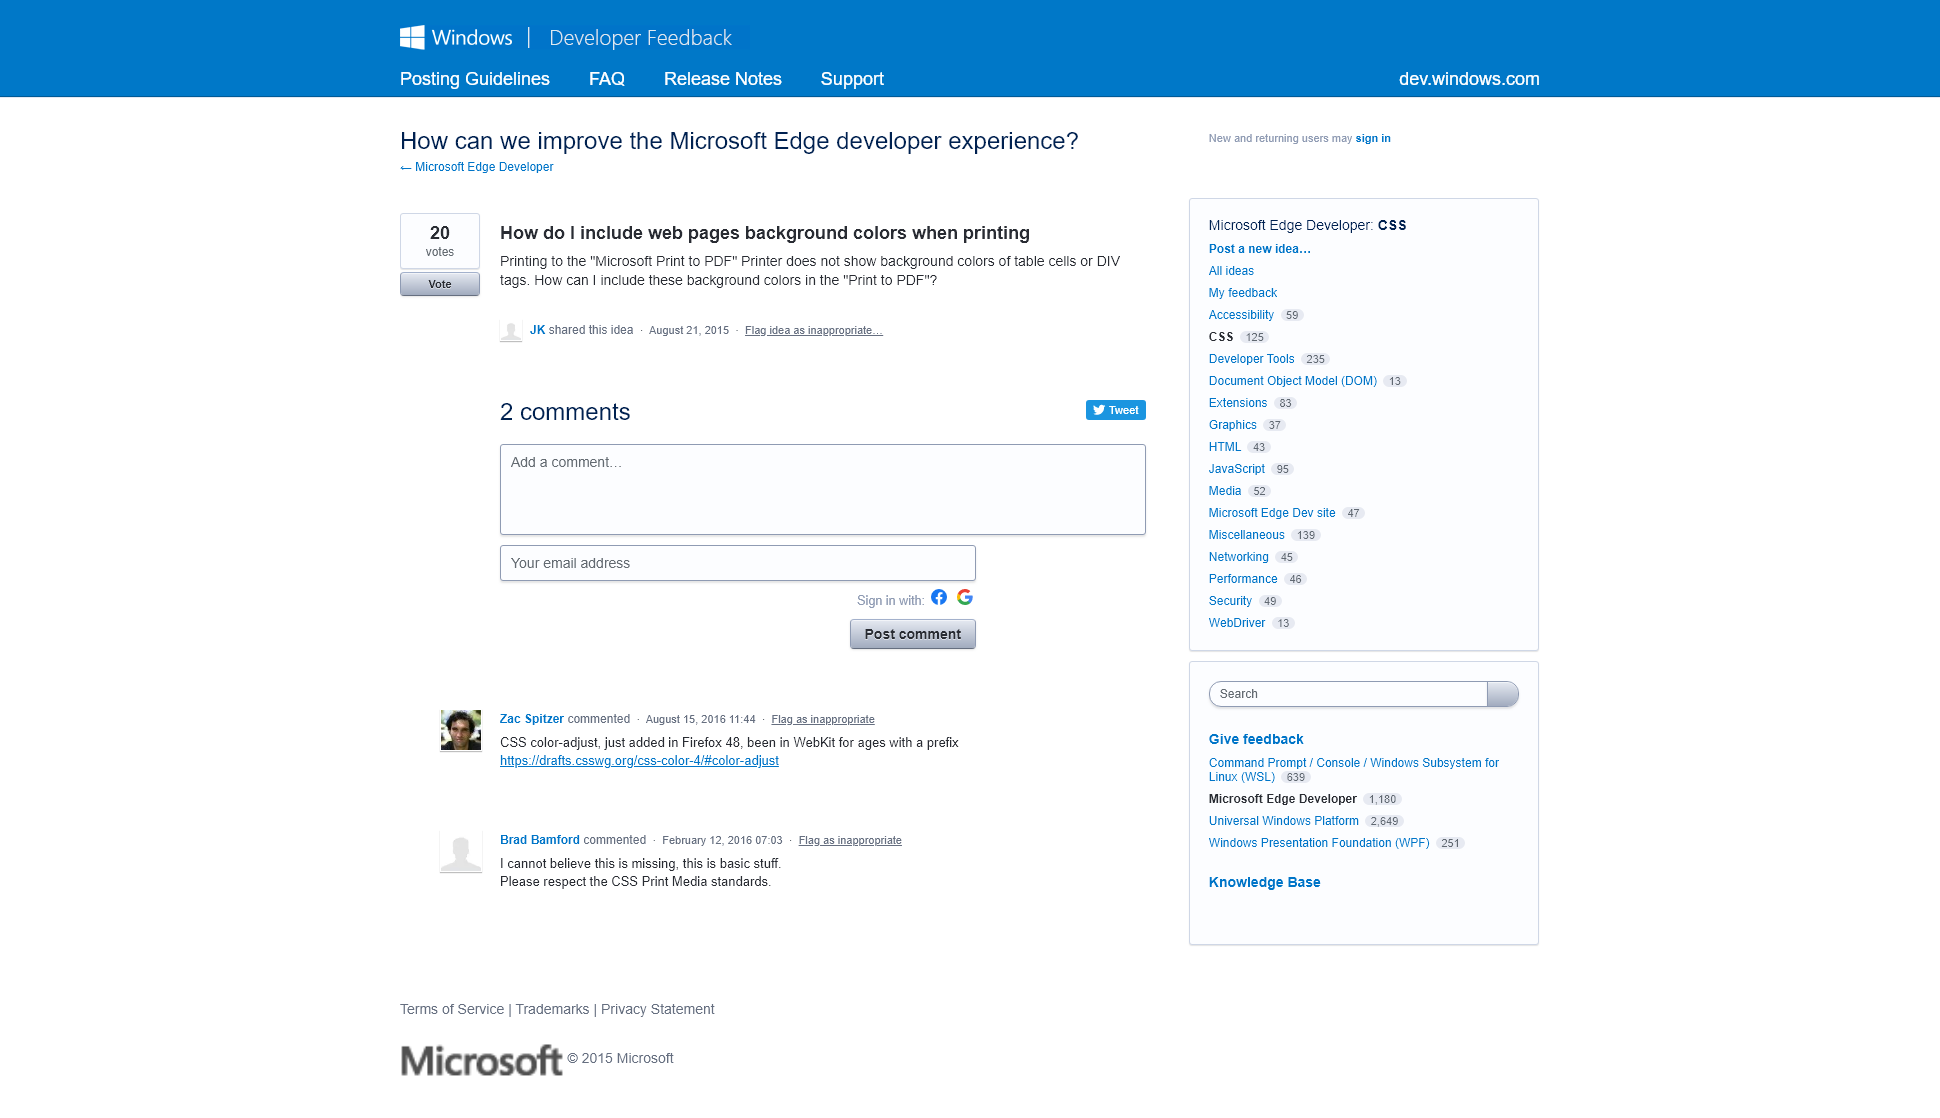 Windows | Developer Feedback
Posting Guidelines FAQ Release Notes Support dev.windows.com
How can we improve the Microsoft Edge developer experience?
← Microsoft Edge Developer
New and returning users may sign in
20
votes
Vote
How do I include web pages background colors when printing
Printing to the "Microsoft Print to PDF" Printer does not show background colors of table cells or DIV
tags. How can I include these background colors in the "Print to PDF"?
JK shared this idea · August 21, 2015 · Flag idea as inappropriate…
2 comments
Tweet
Add a comment…
Your email address
Sign in with:
Post comment
Zac Spitzer commented · August 15, 2016 11:44 · Flag as inappropriate
CSS color-adjust, just added in Firefox 48, been in WebKit for ages with a prefix
https://drafts.csswg.org/css-color-4/#color-adjust
Brad Bamford commented · February 12, 2016 07:03 · Flag as inappropriate
I cannot believe this is missing, this is basic stuff.
Please respect the CSS Print Media standards.
Microsoft Edge Developer: CSS
Post a new idea…
All ideas
My feedback
Accessibility 59
CSS 125
Developer Tools 235
Document Object Model (DOM) 13
Extensions 83
Graphics 37
HTML 43
JavaScript 95
Media 52
Microsoft Edge Dev site 47
Miscellaneous 139
Networking 45
Performance 46
Security 49
WebDriver 13
Search
Give feedback
Command Prompt / Console / Windows Subsystem for
Linux (WSL) 639
Microsoft Edge Developer 1,180
Universal Windows Platform 2,649
Windows Presentation Foundation (WPF) 251
Knowledge Base
Terms of Service | Trademarks | Privacy Statement
Microsoft © 2015 Microsoft